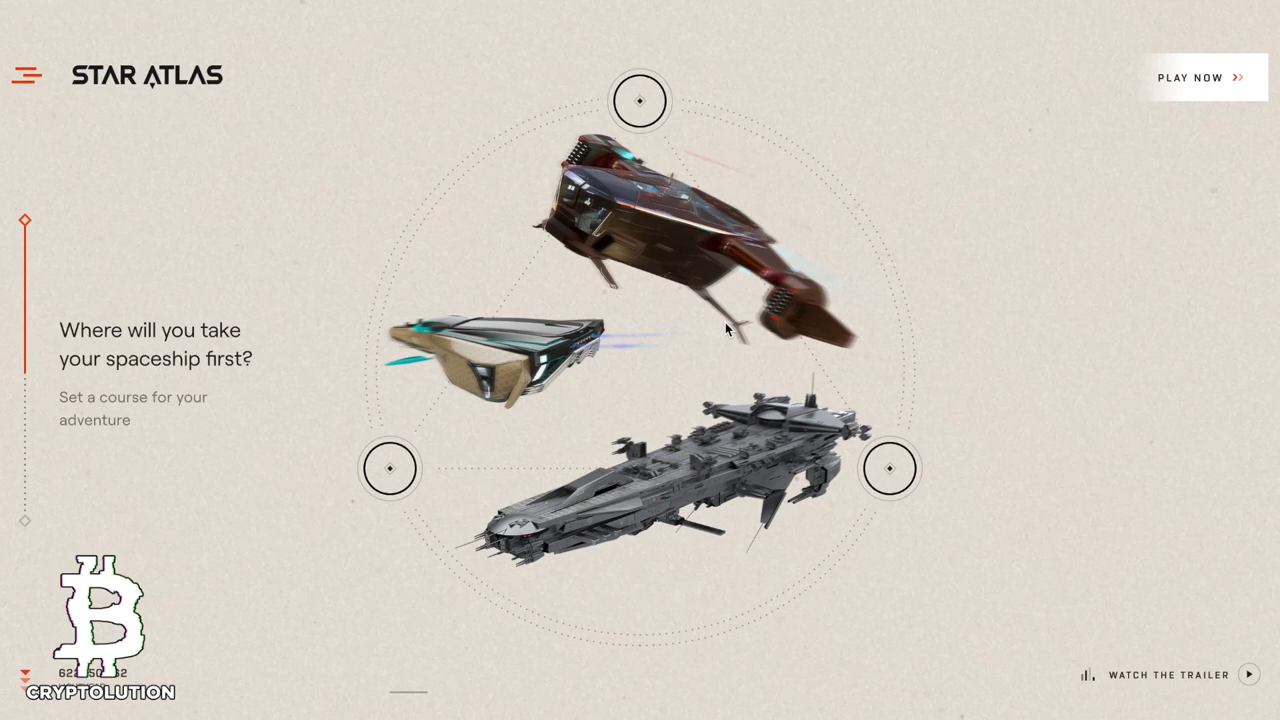 STAR ATLAS
PLAY NOW
Where will you take
your spaceship first?
Set a course for your
adventure
CRYPTOLUTION
WATCH THE TRAILER